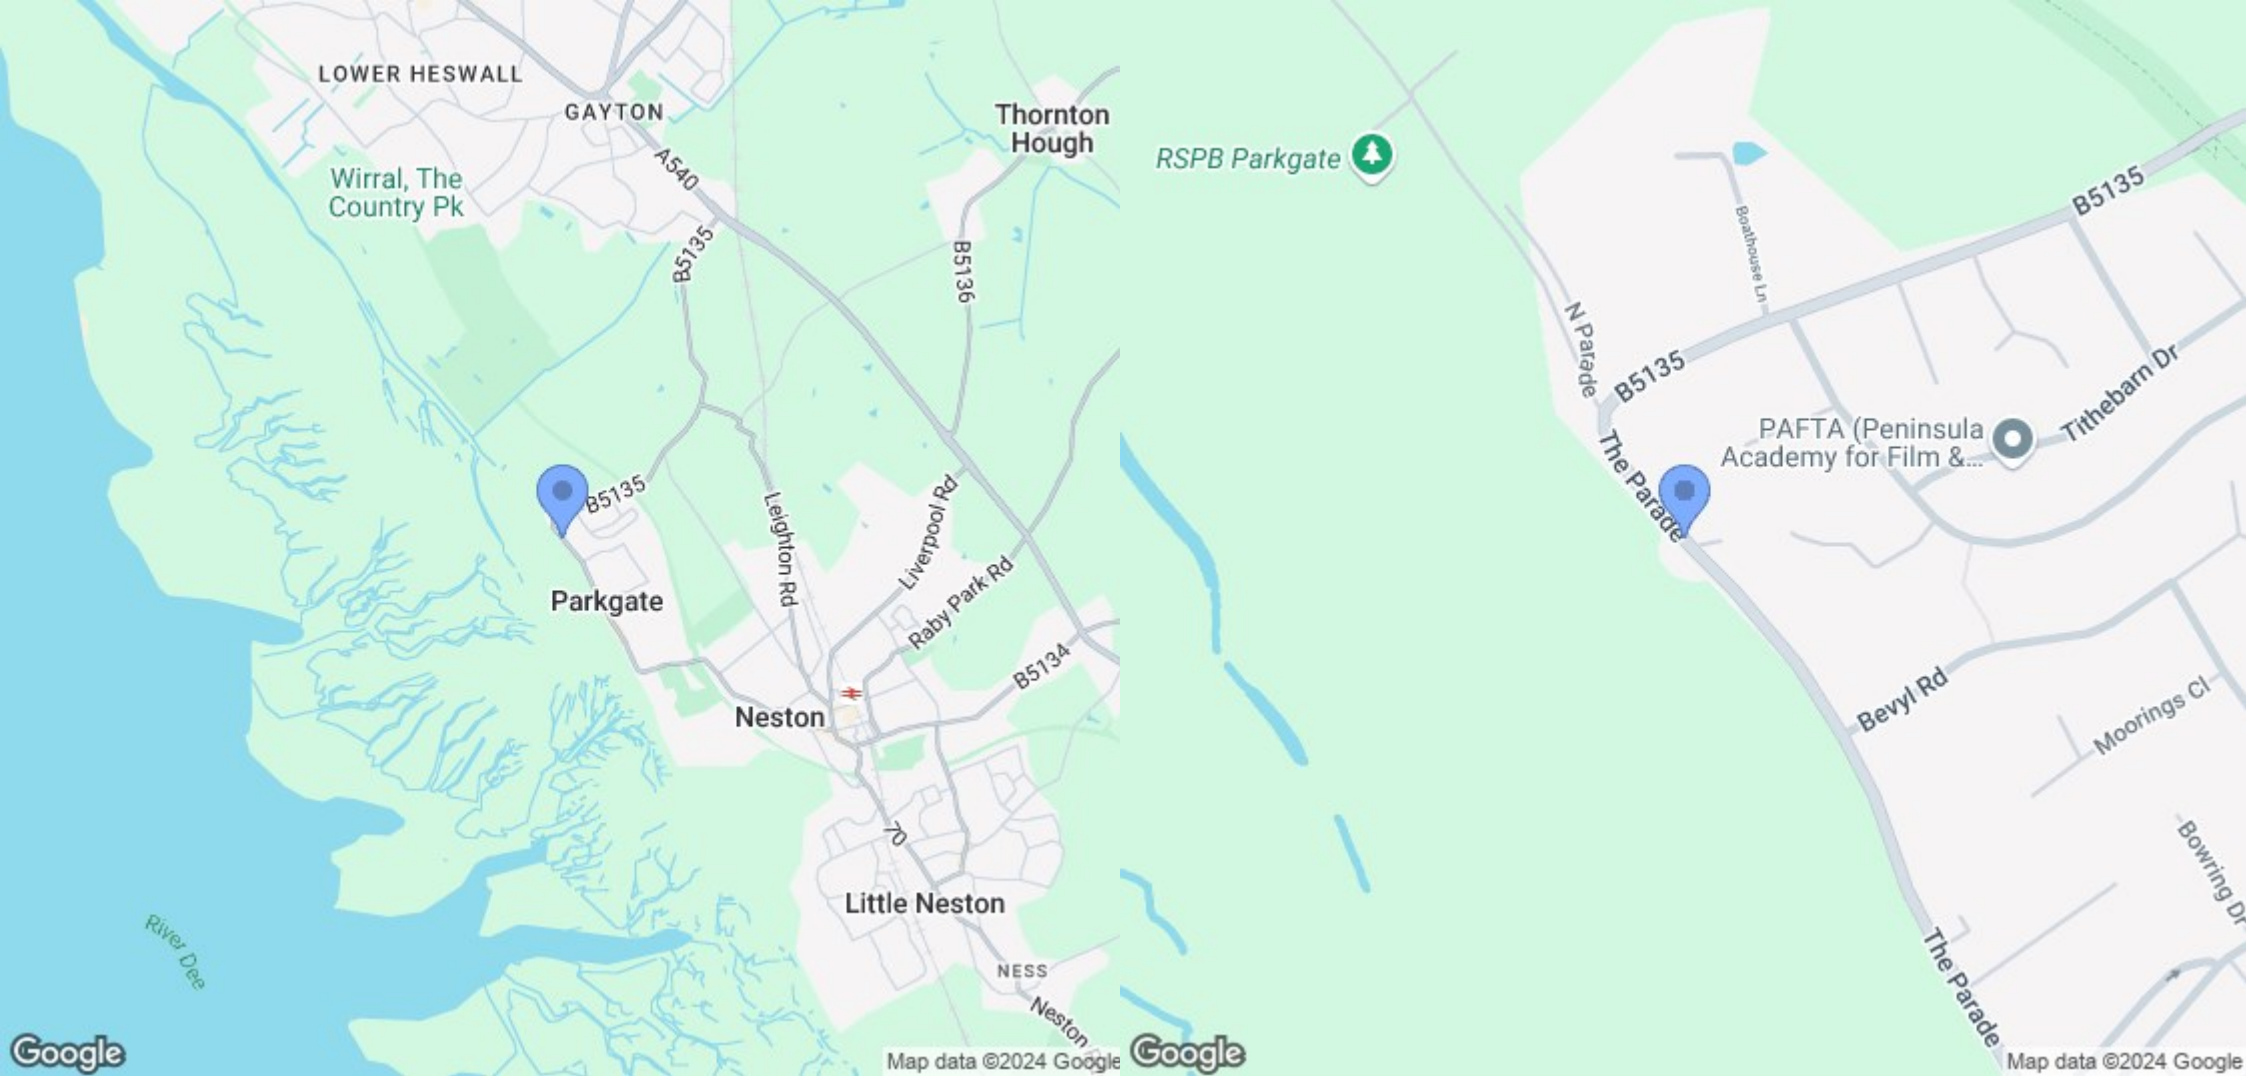 LOWER HESWALL
GAYTON
Thornton
Hough
A540
Wirral, The
Country Pk
B5135
B5136
B5135
Leighton Rd
Liverpool Rd
Raby Park Rd
Parkgate
B5134
Neston
70
Little Neston
River Dee
NESS
Neston
Google
Map data ©2024 Google
RSPB Parkgate
B5135
Boathouse Ln
N Parade
B5135
Tithebarn Dr
PAFTA (Peninsula
Academy for Film &...
The Parade
Bevyl Rd
Moorings Cl
Bowring Dr
The Parade
Google
Map data ©2024 Google